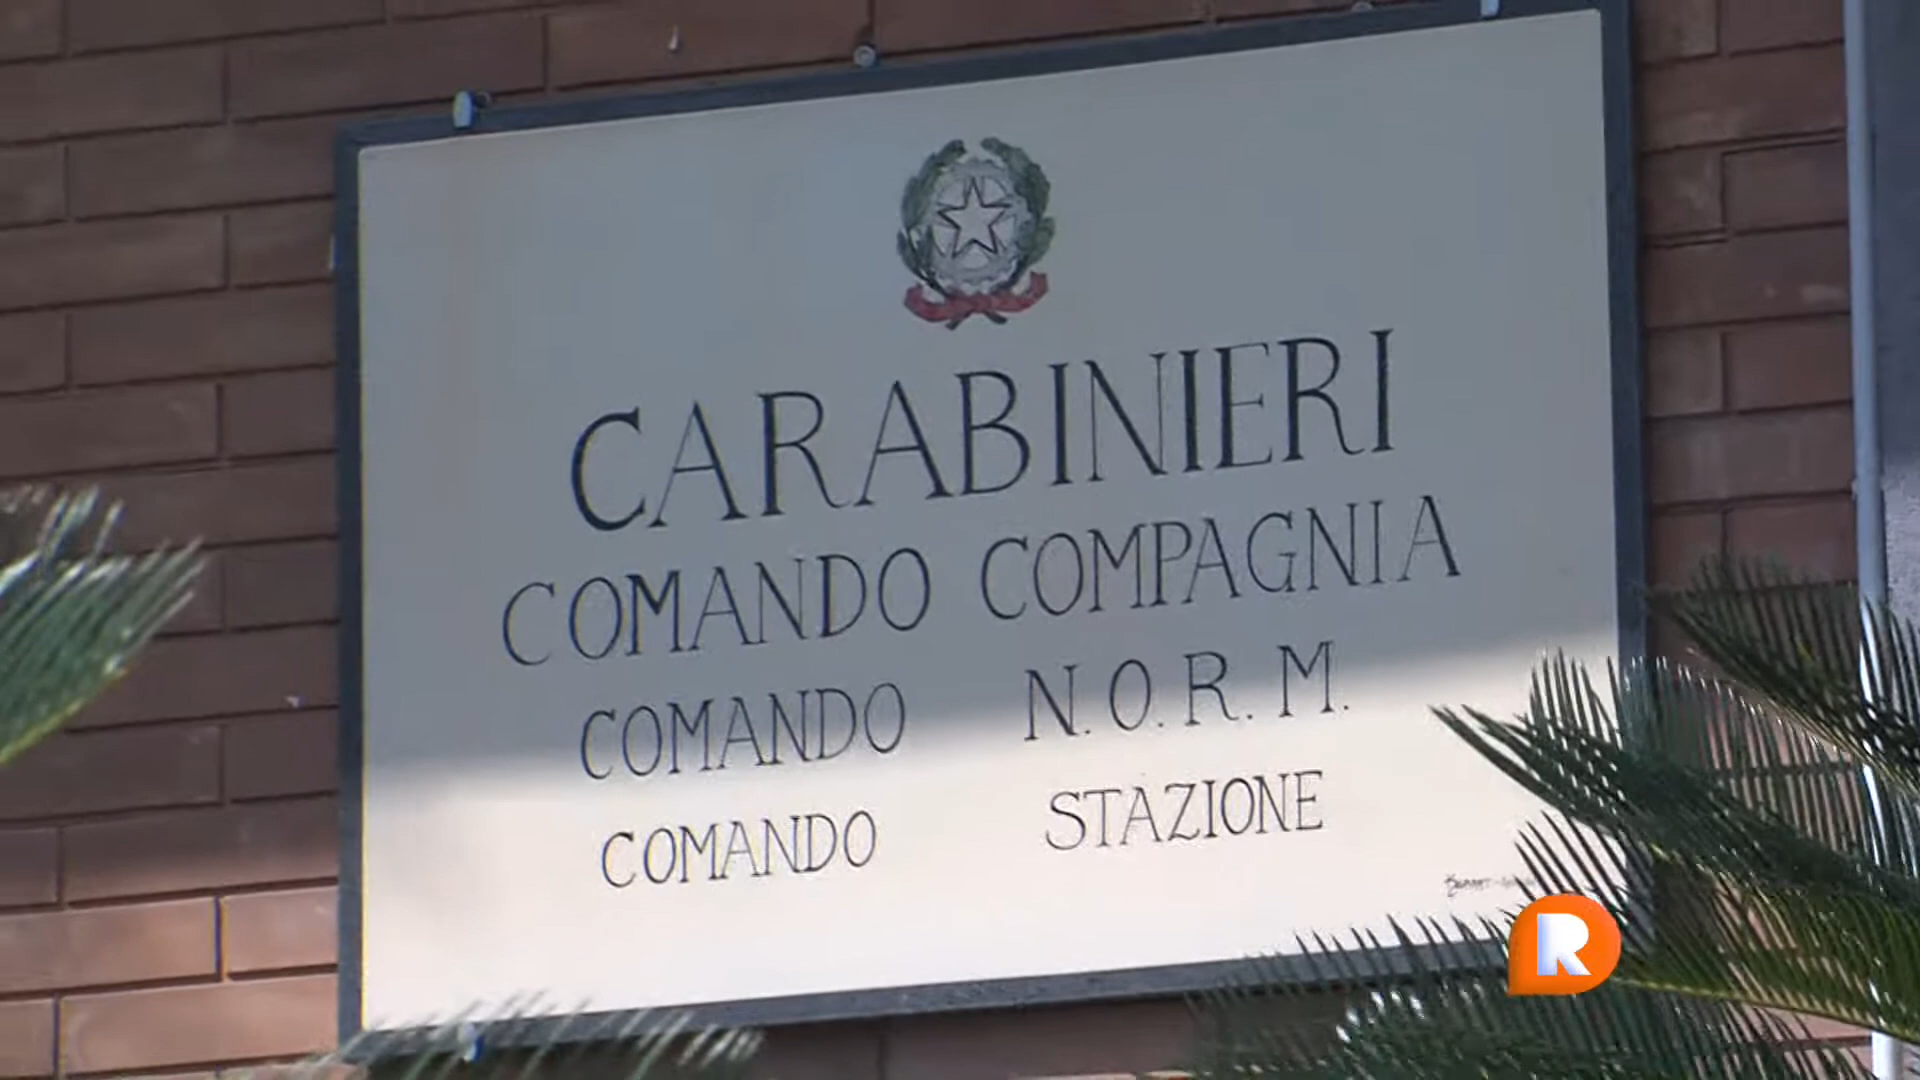 CARABINIERI
COMANDO COMPAGNIA
COMANDO N.O.R.M.
COMANDO STAZIONE
R